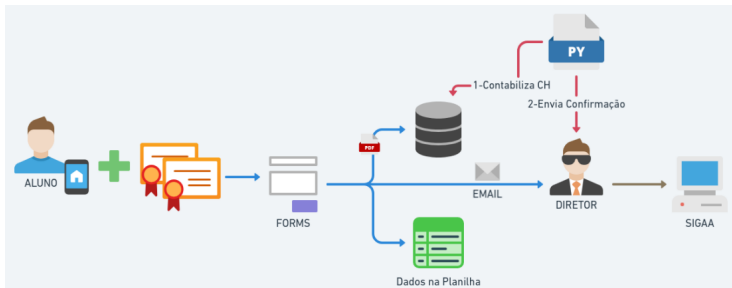 PY
1-Contabiliza CH
2-Envia Confirmação
PDF
ALUNO
FORMS
EMAIL
DIRETOR
SIGAA
Dados na Planilha